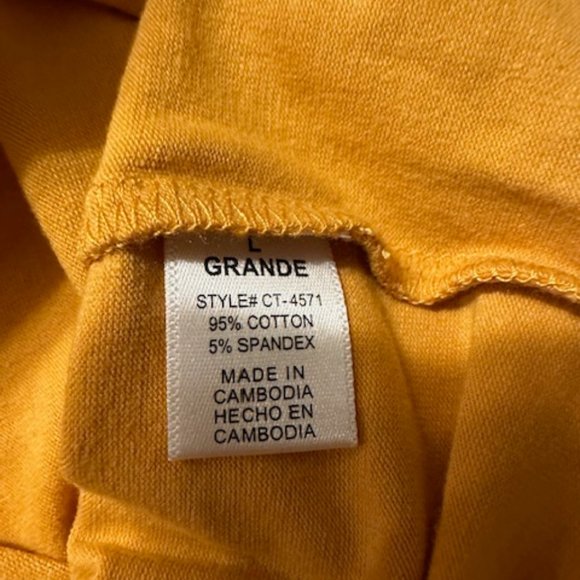 L
GRANDE
STYLE# CT-4571
95% COTTON
5% SPANDEX
MADE IN
CAMBODIA
HECHO EN
CAMBODIA